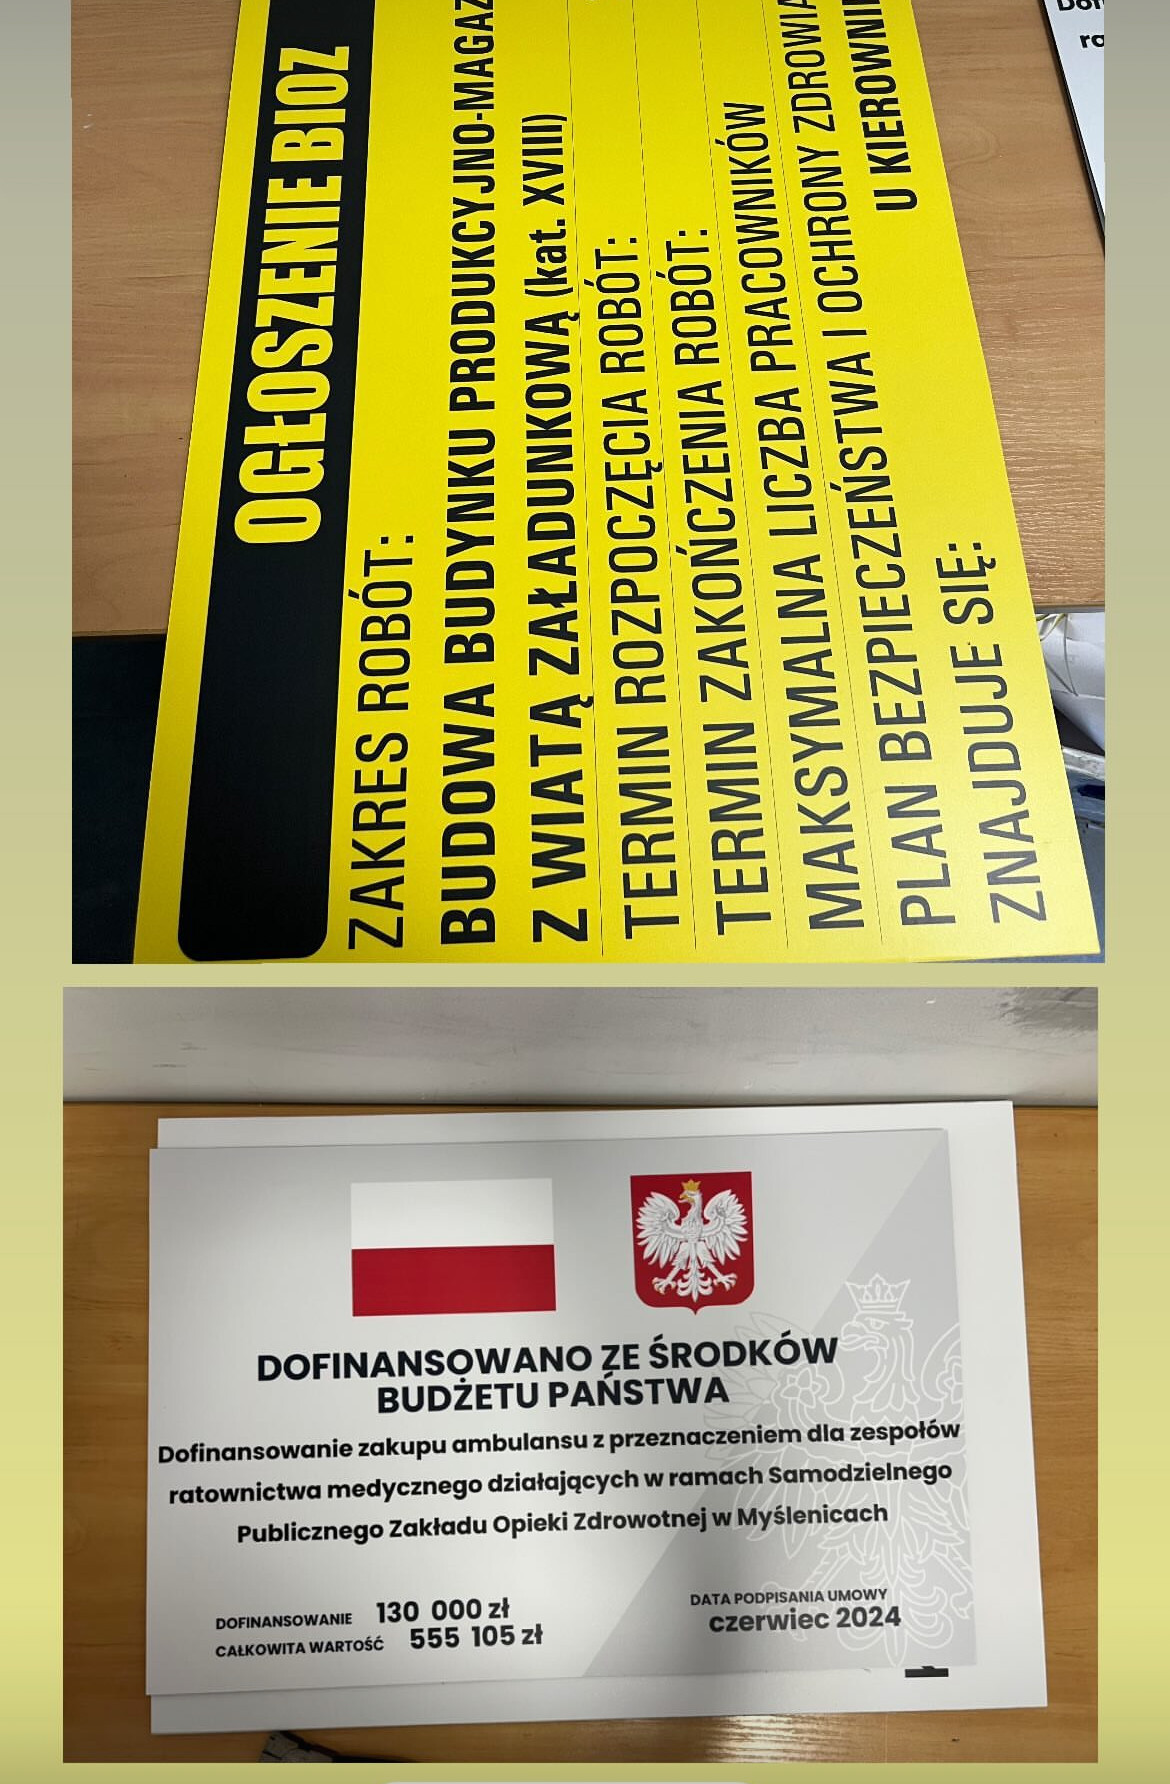 OGŁOSZENIE BIOZ
ZAKRES ROBÓT:
BUDOWA BUDYNKU PRODUKCYJNO-MAGAZ
Z WIATĄ ZAŁADUNKOWĄ (kat. XVIII)
TERMIN ROZPOCZĘCIA ROBÓT:
TERMIN ZAKOŃCZENIA ROBÓT:
MAKSYMALNA LICZBA PRACOWNIKÓW
PLAN BEZPIECZEŃSTWA I OCHRONY ZDROWIA
ZNAJDUJE SIĘ:
U KIEROWNI
DOFINANSOWANO ZE ŚRODKÓW
BUDŻETU PAŃSTWA
Dofinansowanie zakupu ambulansu z przeznaczeniem dla zespołów
ratownictwa medycznego działających w ramach Samodzielnego
Publicznego Zakładu Opieki Zdrowotnej w Myślenicach
DOFINANSOWANIE 130 000 zł
CAŁKOWITA WARTOŚĆ 555 105 zł
DATA PODPISANIA UMOWY
czerwiec 2024